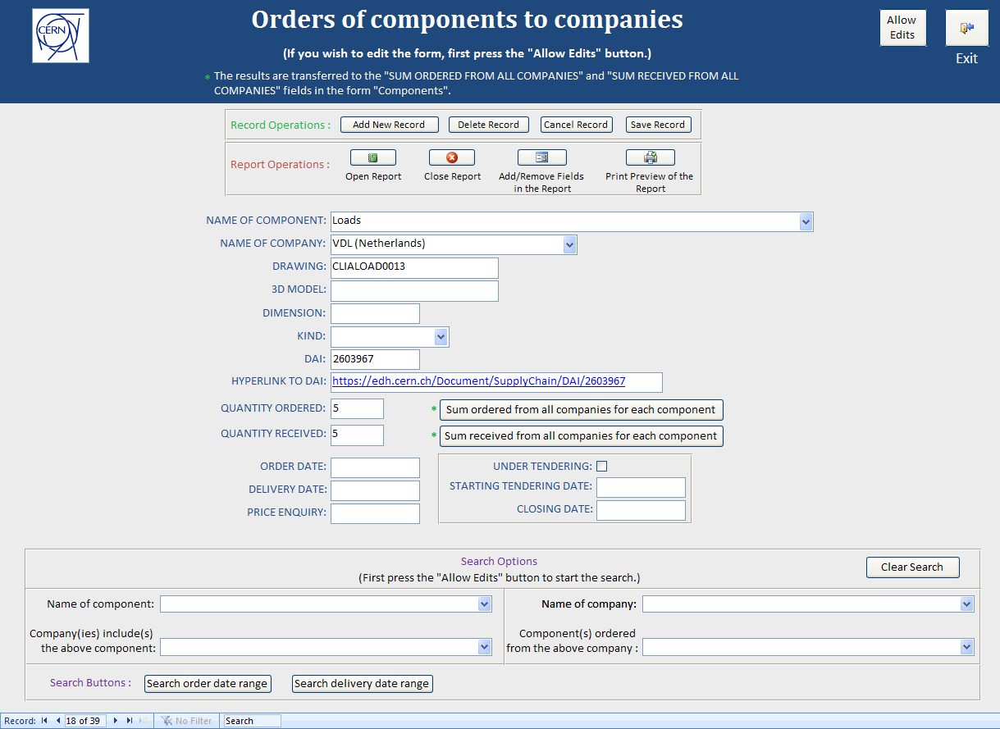 CERN
Orders of components to companies
(If you wish to edit the form, first press the "Allow Edits" button.)
* The results are transferred to the "SUM ORDERED FROM ALL COMPANIES" and "SUM RECEIVED FROM ALL
COMPANIES" fields in the form "Components".
Allow
Edits
Exit
Record Operations : Add New Record Delete Record Cancel Record Save Record
Report Operations :
Open Report Close Report Add/Remove Fields Print Preview of the
in the Report Report
NAME OF COMPONENT: Loads
NAME OF COMPANY: VDL (Netherlands)
DRAWING: CLIALOAD0013
3D MODEL:
DIMENSION:
KIND:
DAI: 2603967
HYPERLINK TO DAI: https://edh.cern.ch/Document/SupplyChain/DAI/2603967
QUANTITY ORDERED: 5 * Sum ordered from all companies for each component
QUANTITY RECEIVED: 5 * Sum received from all companies for each component
ORDER DATE: UNDER TENDERING:
DELIVERY DATE: STARTING TENDERING DATE:
PRICE ENQUIRY: CLOSING DATE:
Search Options
(First press the "Allow Edits" button to start the search.)
Clear Search
Name of component: Name of company:
Company(ies) include(s) Component(s) ordered
the above component: from the above company :
Search Buttons : Search order date range Search delivery date range
Record: 18 of 39 No Filter Search